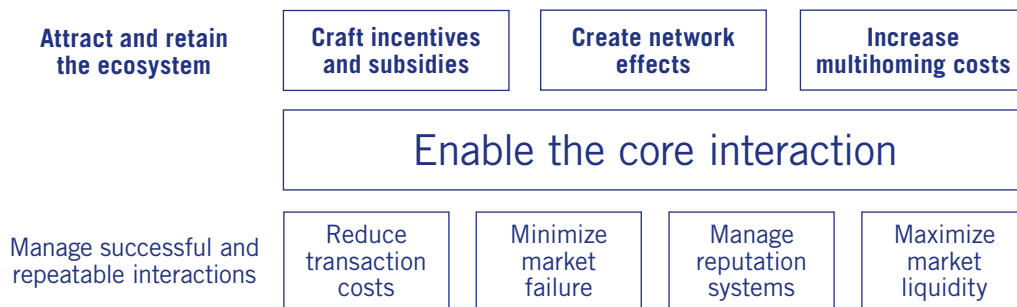 Attract and retain
the ecosystem
Craft incentives
and subsidies
Create network
effects
Increase
multihoming costs
Enable the core interaction
Manage successful and
repeatable interactions
Reduce
transaction
costs
Minimize
market
failure
Manage
reputation
systems
Maximize
market
liquidity